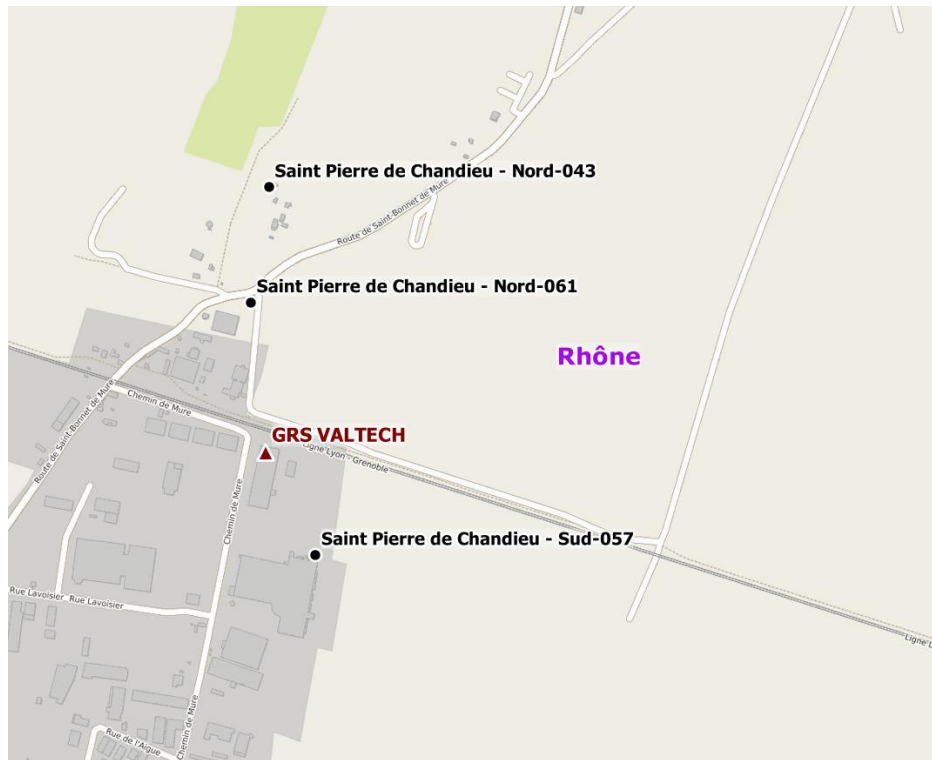 Saint Pierre de Chandieu - Nord-043
Route de Saint-Bonnet de Mure
Saint Pierre de Chandieu - Nord-061
Rhône
Chemin de Mure
Route de Saint-Bonnet de Mure
GRS VALTECH
Ligne Lyon - Grenoble
Chemin de Mure
Saint Pierre de Chandieu - Sud-057
Rue Lavoisier
Rue Lavoisier
Ligne L
Chemin de Mure
Rue de l'Aigue